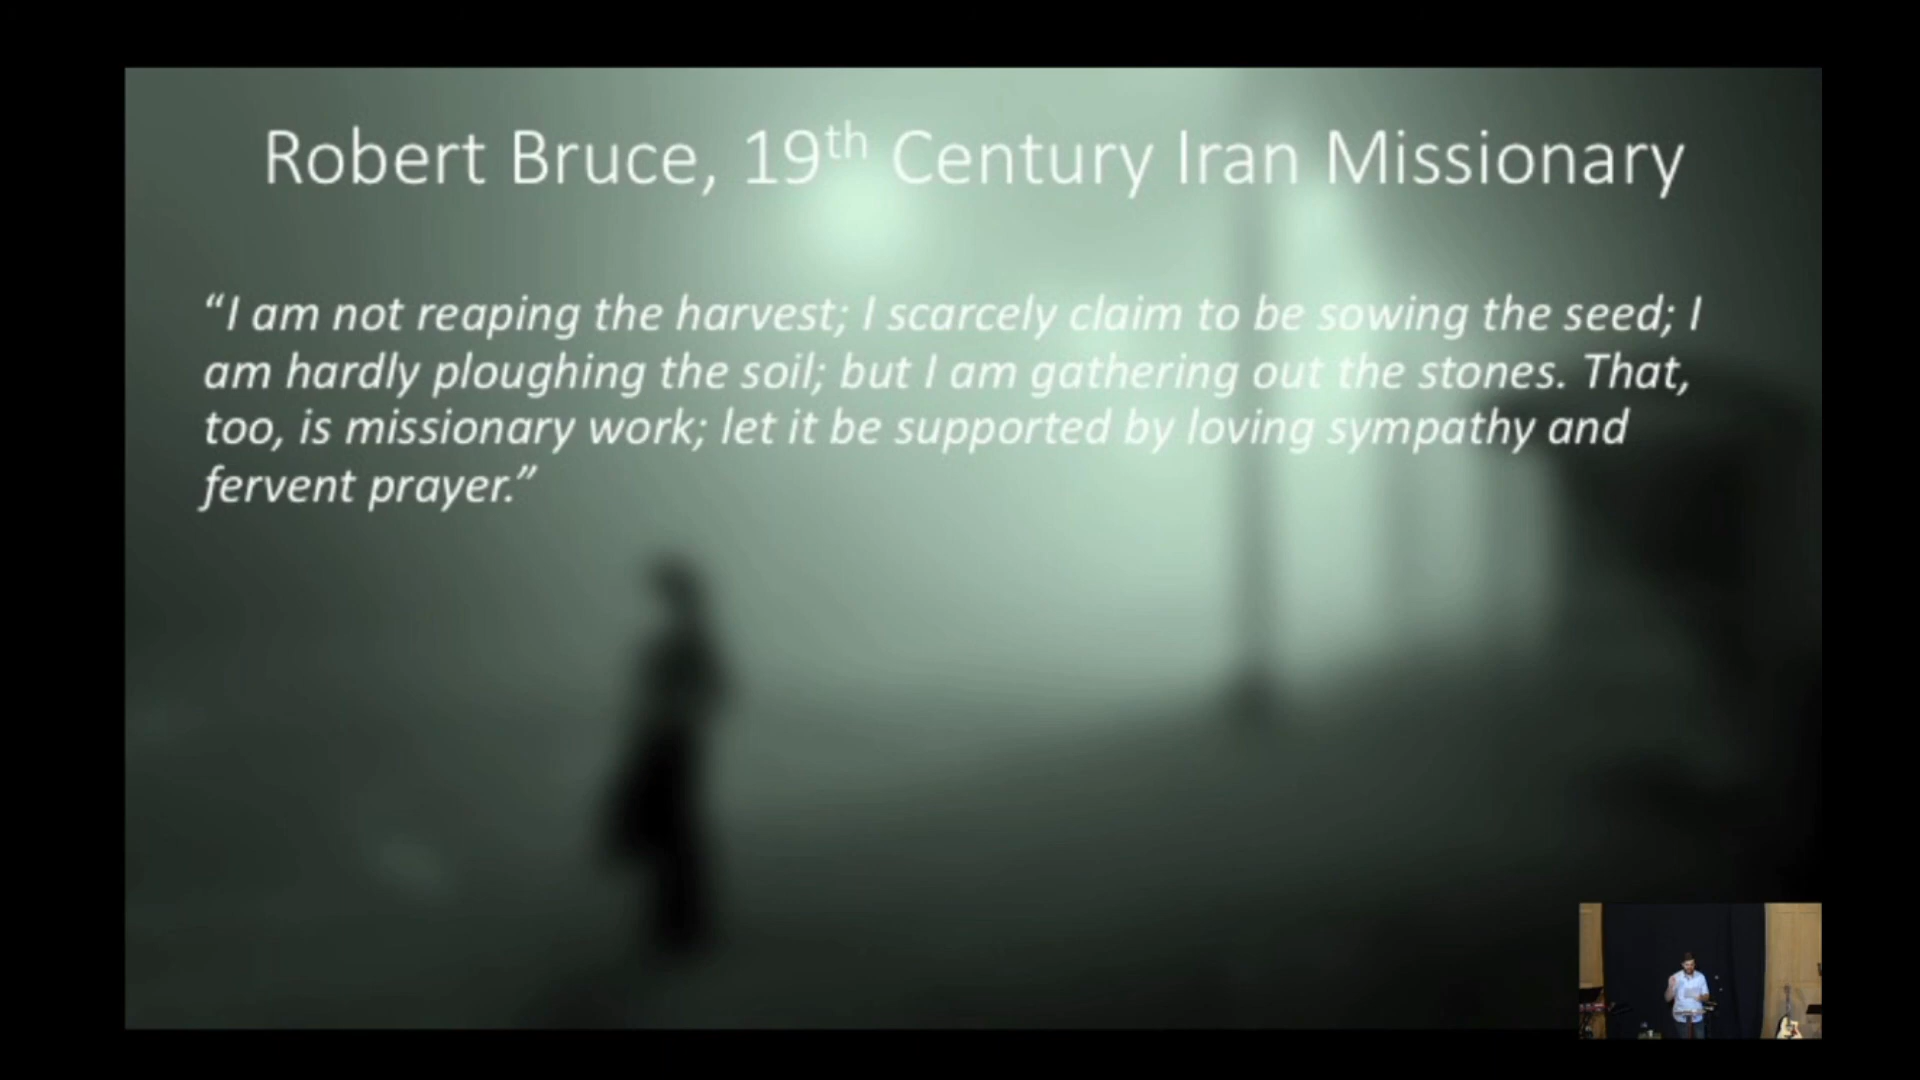 Robert Bruce, 19th Century Iran Missionary
“I am not reaping the harvest; I scarcely claim to be sowing the seed; I
am hardly ploughing the soil; but I am gathering out the stones. That,
too, is missionary work; let it be supported by loving sympathy and
fervent prayer.”